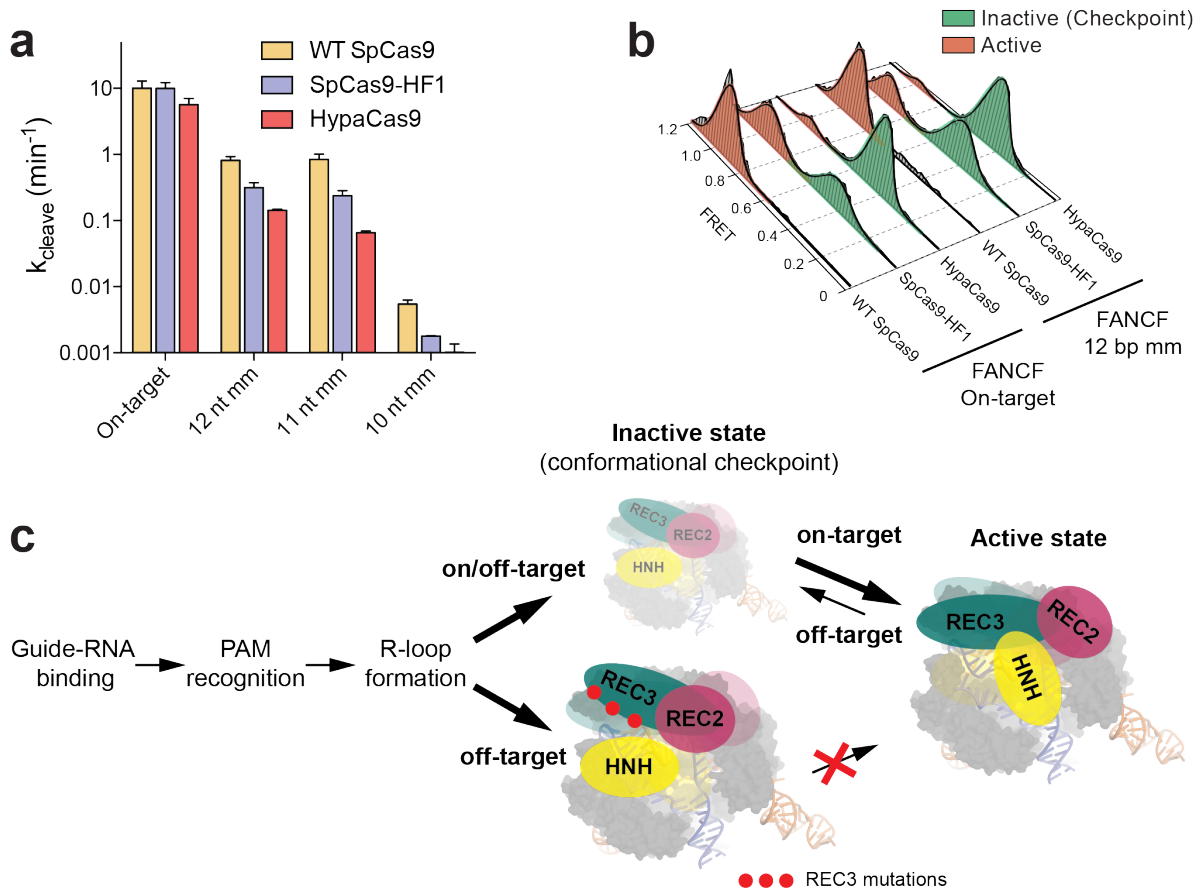 a
WT SpCas9
SpCas9-HF1
HypaCas9
k_cleave (min⁻¹)
10
1
0.1
0.01
0.001
On-target
12 nt mm
11 nt mm
10 nt mm
b
Inactive (Checkpoint)
Active
1.2
1.0
0.8
0.6
0.4
0.2
0
FRET
WT SpCas9
SpCas9-HF1
HypaCas9
WT SpCas9
SpCas9-HF1
HypaCas9
FANCF
On-target
FANCF
12 bp mm
c
Guide-RNA
binding
PAM
recognition
R-loop
formation
on/off-target
off-target
Inactive state
(conformational checkpoint)
REC3
REC2
HNH
REC3
REC2
HNH
on-target
off-target
Active state
REC3
REC2
HNH
REC3 mutations